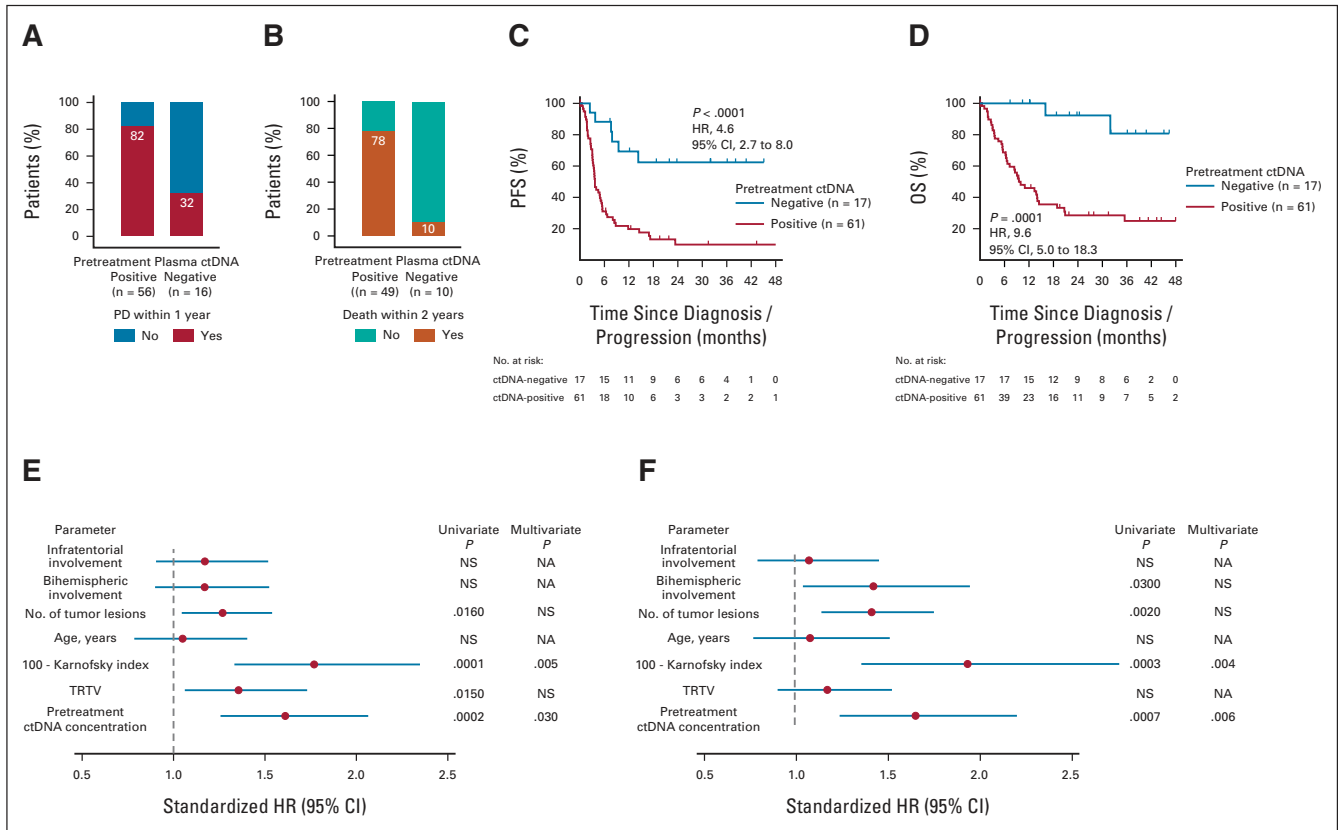 A
Patients (%)
100
80
60
40
20
0
82
32
Pretreatment Plasma ctDNA
Positive Negative
(n = 56) (n = 16)
PD within 1 year
No Yes
B
Patients (%)
100
80
60
40
20
0
78
10
Pretreatment Plasma ctDNA
Positive Negative
((n = 49) (n = 10)
Death within 2 years
No Yes
C
PFS (%)
100
80
60
40
20
P < .0001
HR, 4.6
95% CI, 2.7 to 8.0
Pretreatment ctDNA
Negative (n = 17)
Positive (n = 61)
0 6 12 18 24 30 36 42 48
Time Since Diagnosis /
Progression (months)
No. at risk:
ctDNA-negative 17 15 11 9 6 6 4 1 0
ctDNA-positive 61 18 10 6 3 3 2 2 1
D
OS (%)
100
80
60
40
20
P = .0001
HR, 9.6
95% CI, 5.0 to 18.3
Pretreatment ctDNA
Negative (n = 17)
Positive (n = 61)
0 6 12 18 24 30 36 42 48
Time Since Diagnosis /
Progression (months)
No. at risk:
ctDNA-negative 17 17 15 12 9 8 6 2 0
ctDNA-positive 61 39 23 16 11 9 7 5 2
E
Parameter Univariate Multivariate
P P
Infratentorial
involvement NS NA
Bihemispheric
involvement NS NA
No. of tumor lesions .0160 NS
Age, years NS NA
100 - Karnofsky index .0001 .005
TRTV .0150 NS
Pretreatment
ctDNA concentration .0002 .030
0.5 1.0 1.5 2.0 2.5
Standardized HR (95% CI)
F
Parameter Univariate Multivariate
P P
Infratentorial
involvement NS NA
Bihemispheric
involvement .0300 NS
No. of tumor lesions .0020 NS
Age, years NS NA
100 - Karnofsky index .0003 .004
TRTV NS NA
Pretreatment
ctDNA concentration .0007 .006
0.5 1.0 1.5 2.0 2.5
Standardized HR (95% CI)